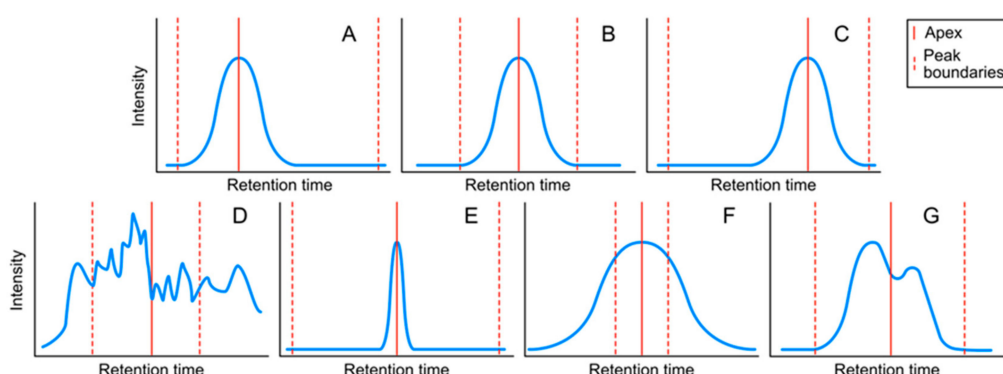 A
B
C
Apex
Peak
boundaries
Intensity
Retention time
Retention time
Retention time
D
E
F
G
Intensity
Retention time
Retention time
Retention time
Retention time